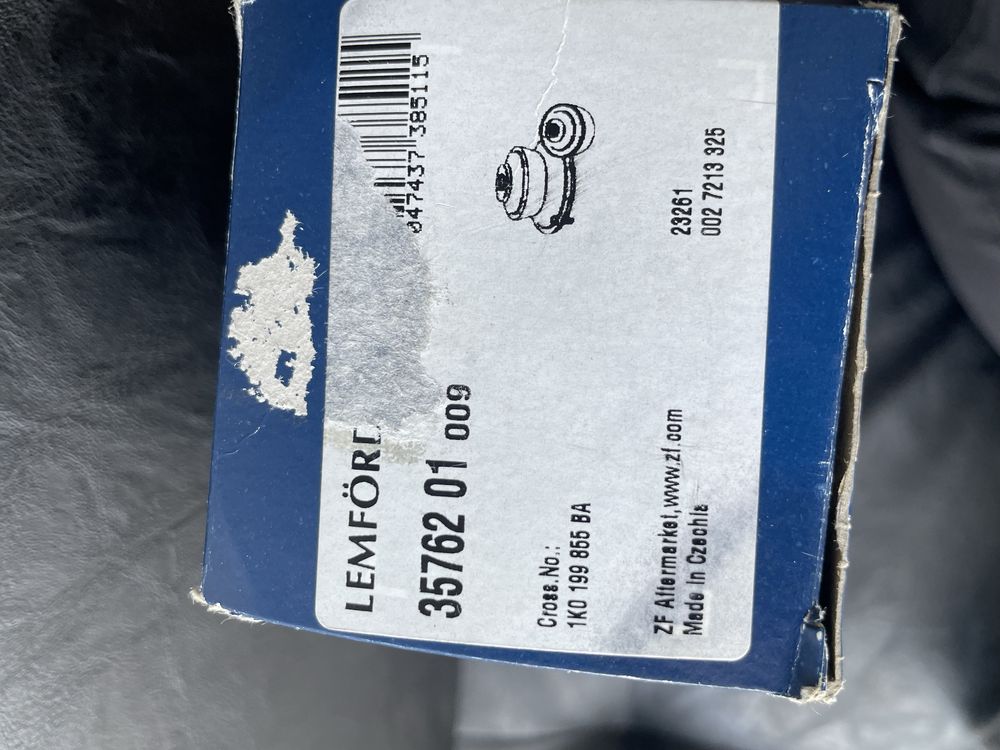 LEMFÖRD
047437 385115
35762 01 009
Cross.No.:
1K0 199 855 BA
23261
002 7213 325
ZF Aftermarket,www.zf.com
Made In Czechia